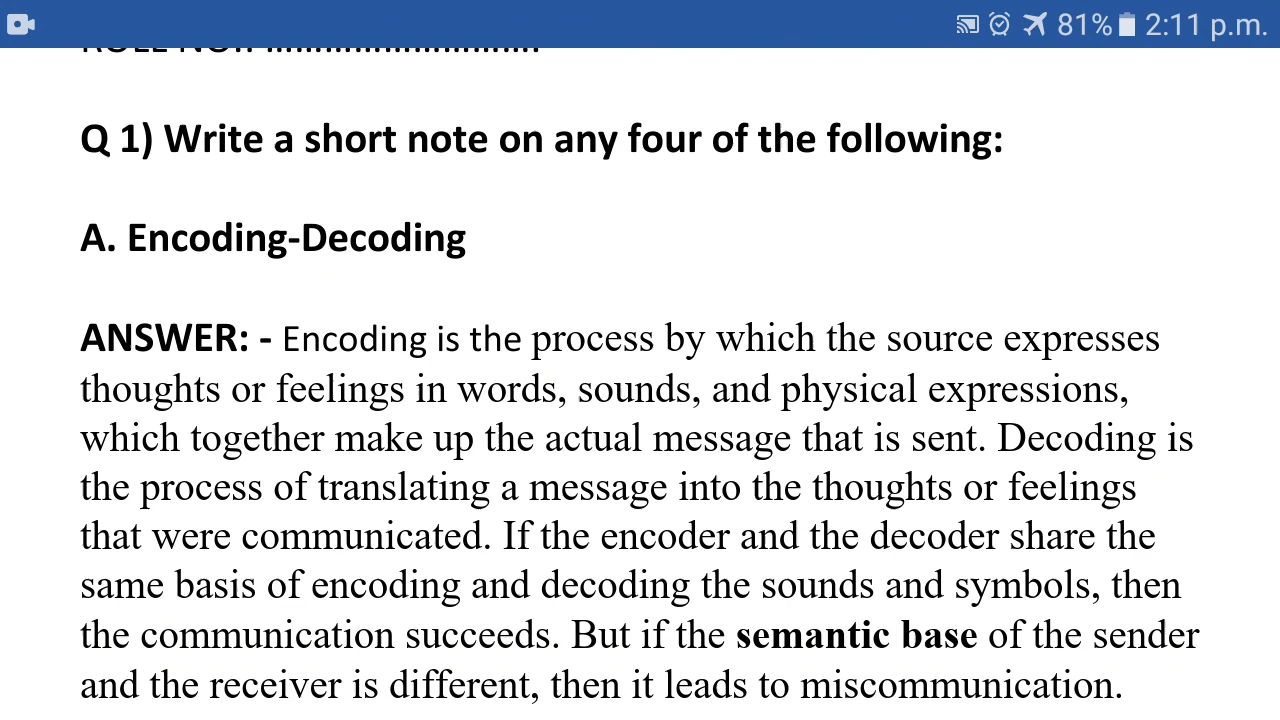 81% 2:11 p.m.
Q 1) Write a short note on any four of the following:
A. Encoding-Decoding
ANSWER: - Encoding is the process by which the source expresses
thoughts or feelings in words, sounds, and physical expressions,
which together make up the actual message that is sent. Decoding is
the process of translating a message into the thoughts or feelings
that were communicated. If the encoder and the decoder share the
same basis of encoding and decoding the sounds and symbols, then
the communication succeeds. But if the semantic base of the sender
and the receiver is different, then it leads to miscommunication.